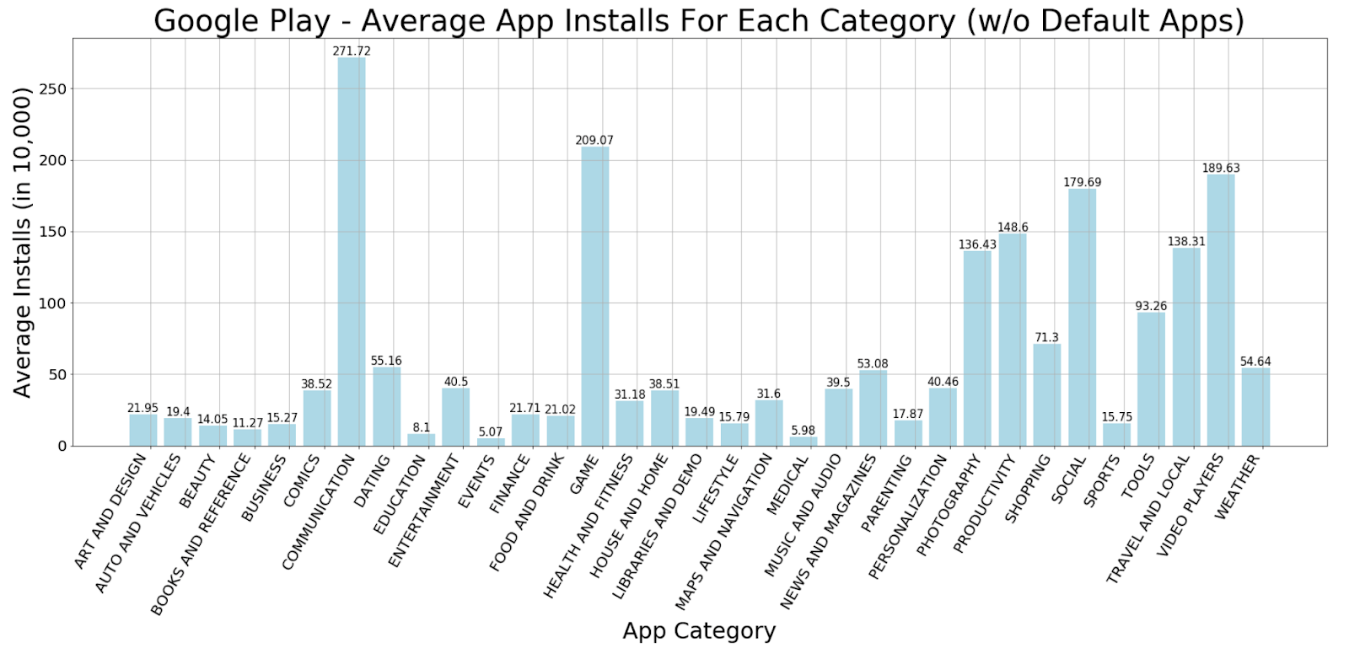 Google Play - Average App Installs For Each Category (w/o Default Apps)
Average Installs (in 10,000)
250
200
150
100
50
0
21.95
19.4
14.05
11.27
15.27
38.52
271.72
55.16
8.1
40.5
5.07
21.71
21.02
209.07
31.18
38.51
19.49
15.79
31.6
5.98
39.5
53.08
17.87
40.46
136.43
148.6
71.3
179.69
15.75
93.26
138.31
189.63
54.64
ART AND DESIGN
AUTO AND VEHICLES
BEAUTY
BOOKS AND REFERENCE
BUSINESS
COMICS
COMMUNICATION
DATING
EDUCATION
ENTERTAINMENT
EVENTS
FINANCE
FOOD AND DRINK
GAME
HEALTH AND FITNESS
HOUSE AND HOME
LIBRARIES AND DEMO
LIFESTYLE
MAPS AND NAVIGATION
MEDICAL
MUSIC AND AUDIO
NEWS AND MAGAZINES
PARENTING
PERSONALIZATION
PHOTOGRAPHY
PRODUCTIVITY
SHOPPING
SOCIAL
SPORTS
TOOLS
TRAVEL AND LOCAL
VIDEO PLAYERS
WEATHER
App Category